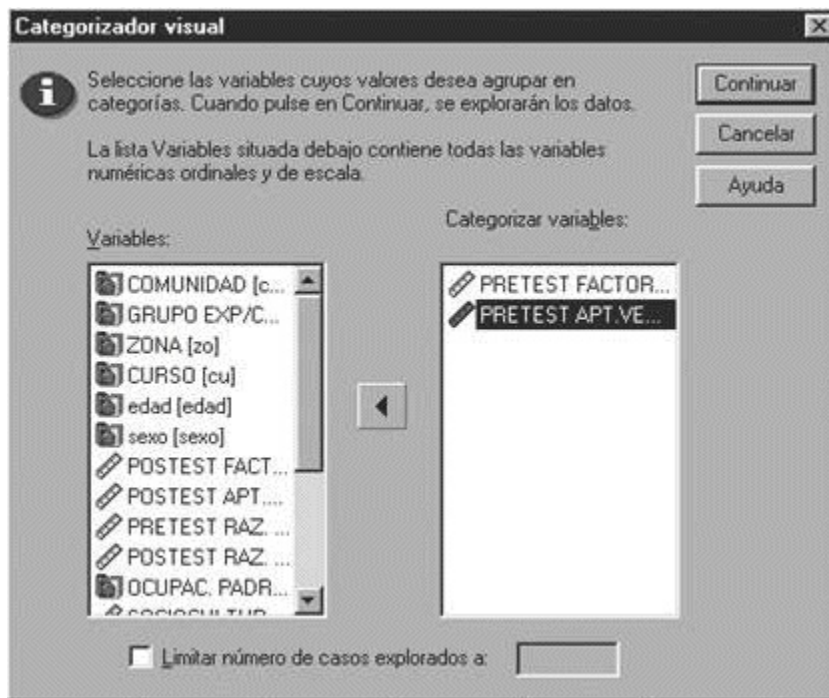 Categorizador visual
Seleccione las variables cuyos valores desea agrupar en
categorías. Cuando pulse en Continuar, se explorarán los datos.
La lista Variables situada debajo contiene todas las variables
numéricas ordinales y de escala.
Continuar
Cancelar
Ayuda
Variables:
COMUNIDAD [c...
GRUPO EXP/C...
ZONA [zo]
CURSO [cu]
edad [edad]
sexo [sexo]
POSTEST FACT...
POSTEST APT....
PRETEST RAZ. ...
POSTEST RAZ. ...
OCUPAC. PADR...
Categorizar variables:
PRETEST FACTOR...
PRETEST APT.VE...
Limitar número de casos explorados a: